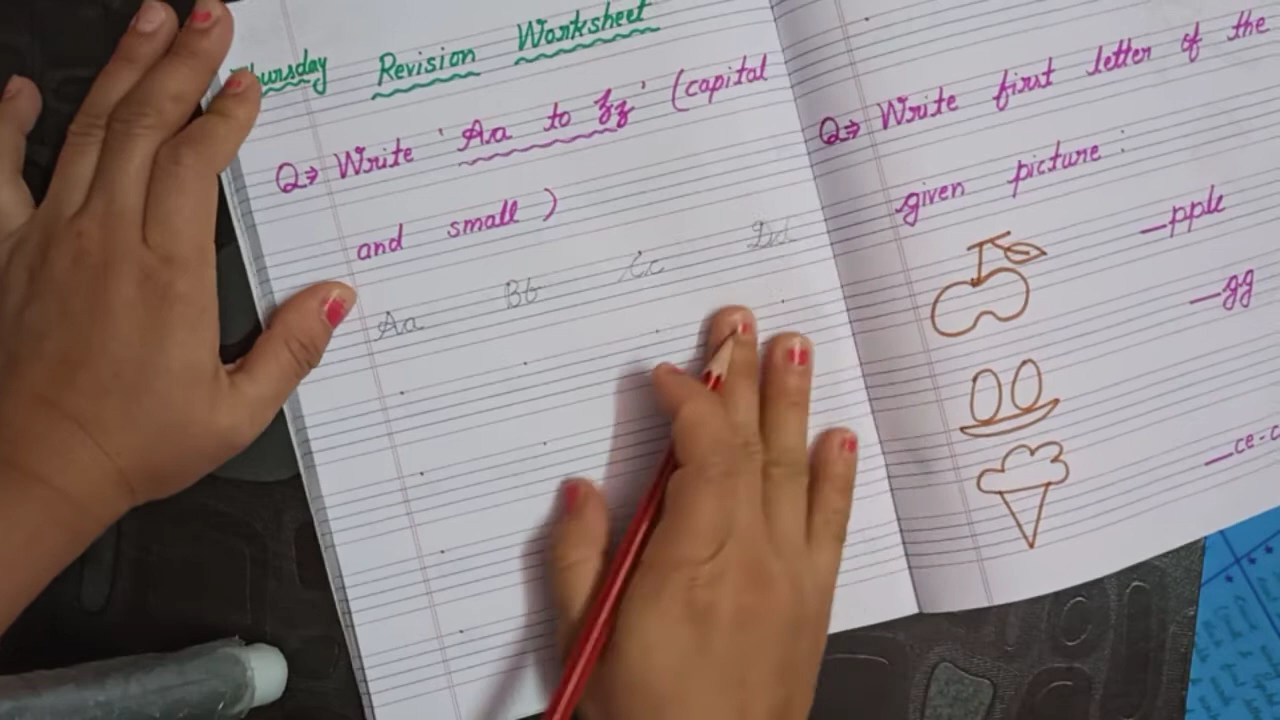 Thursday Revision Worksheet
Q⇒ Write 'Aa to Zz' (capital
and small)
Aa Bb Cc Dd
Q⇒ Write first letter of the
given picture:
_pple
_gg
_ce-c